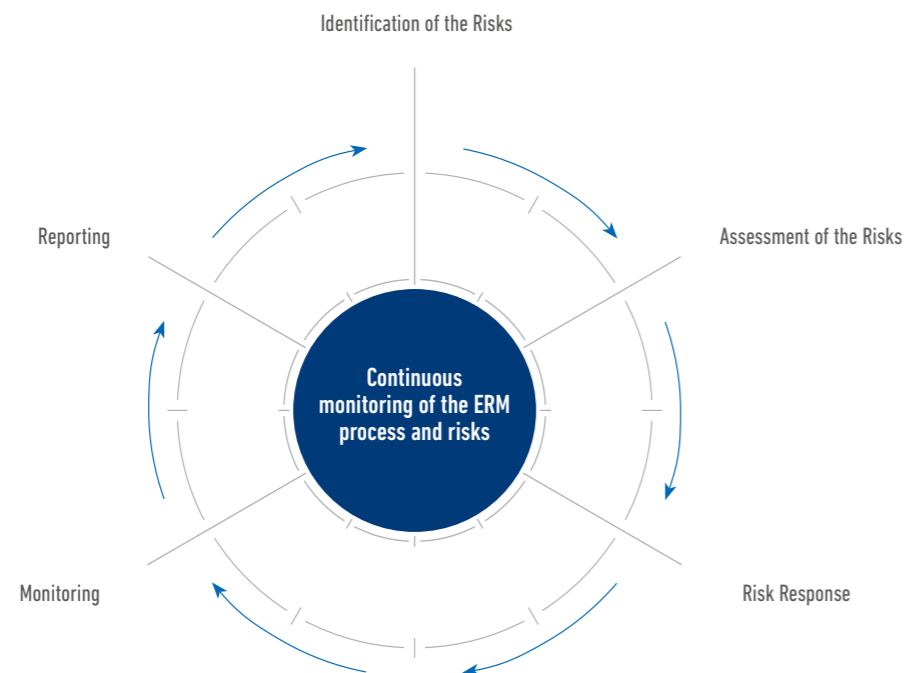 Identification of the Risks
Reporting
Assessment of the Risks
Continuous
monitoring of the ERM
process and risks
Monitoring
Risk Response